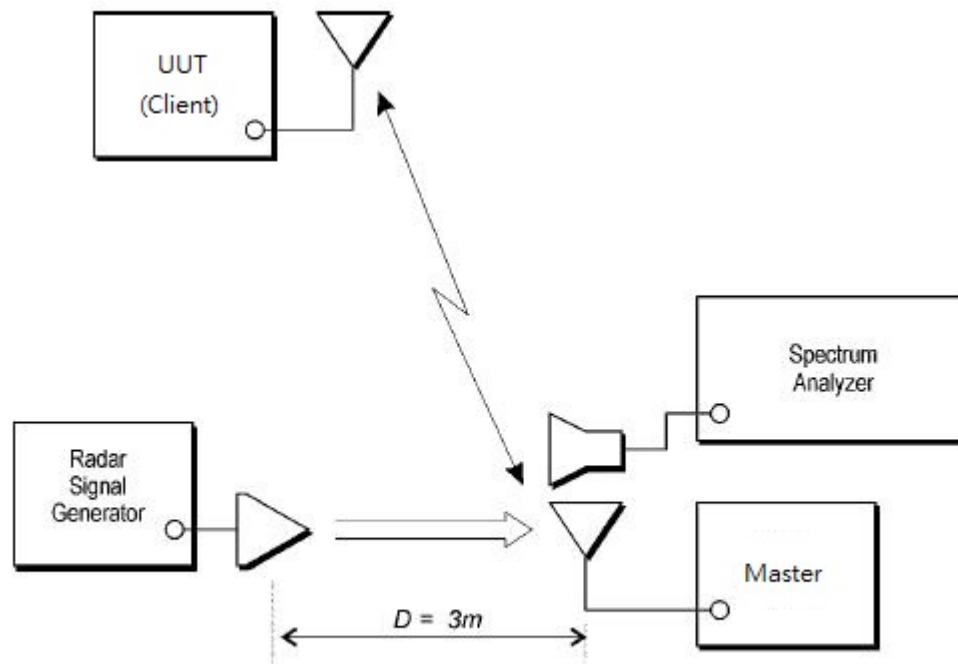 UUT
(Client)
Spectrum
Analyzer
Radar
Signal
Generator
Master
D = 3m